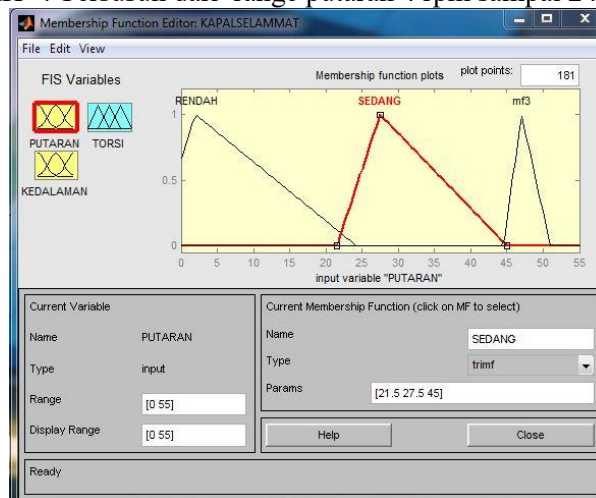 Membership Function Editor: KAPALSELAMMAT
File Edit View
FIS Variables
PUTARAN TORSI
KEDALAMAN
Membership function plots plot points: 181
RENDAH SEDANG mf3
1
0.5
0
0 5 10 15 20 25 30 35 40 45 50 55
input variable "PUTARAN"
Current Variable
Name PUTARAN
Type input
Range [0 55]
Display Range [0 55]
Current Membership Function (click on MF to select)
Name SEDANG
Type trimf
Params [21.5 27.5 45]
Help Close
Ready